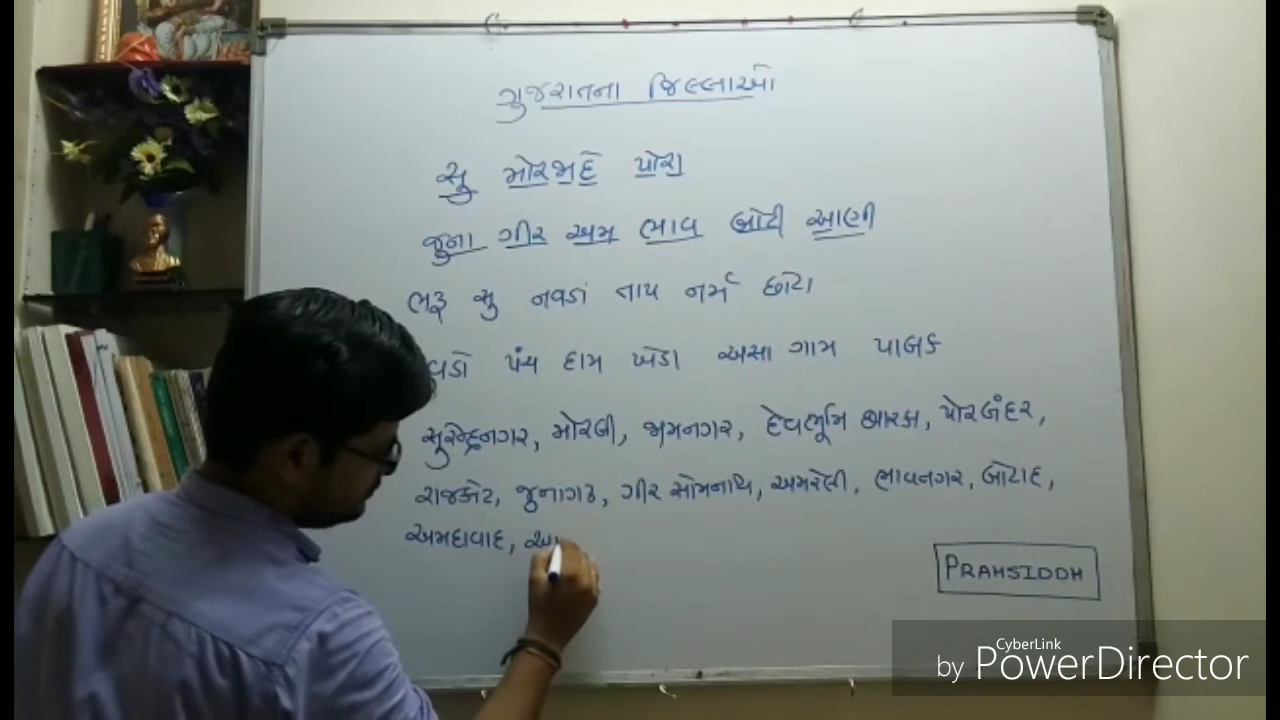 ગુજરાતના જિલ્લાઓ
સુ મોરજાદે પોરા
જુના ગીર અમ ભાવ બોટી આણી
ભરૂ સુ નવડાં તાપ નર્મ છોટા
વડો પંચ દામ ખેડા અસા ગામ પાબક
સુરેન્દ્રનગર, મોરબી, જામનગર, દેવભૂમિ દ્વારકા, પોરબંદર,
રાજકોટ, જુનાગઢ, ગીર સોમનાથ, અમરેલી, ભાવનગર, બોટાદ,
અમદાવાદ, આ
PRAHSIDDH
CyberLink
by PowerDirector